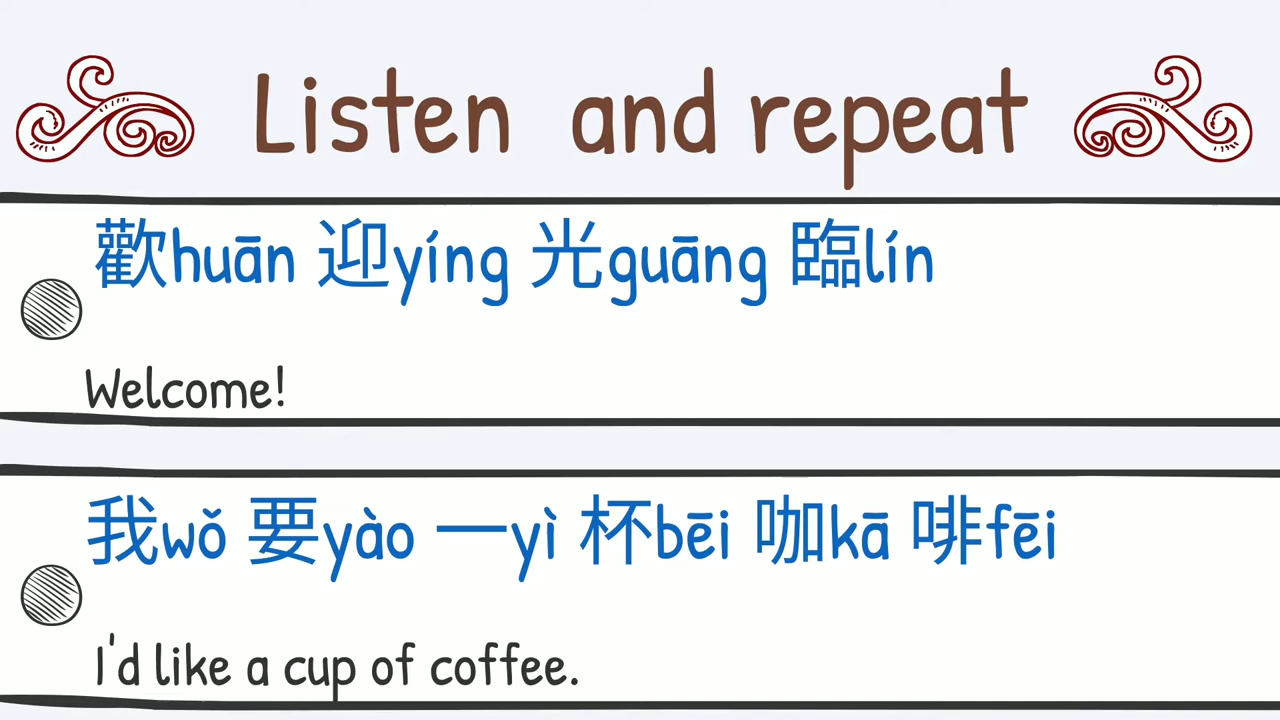 Listen and repeat
歡huān 迎yíng 光guāng 臨lín
Welcome!
我wǒ 要yào 一yì 杯bēi 咖kā 啡fēi
I'd like a cup of coffee.